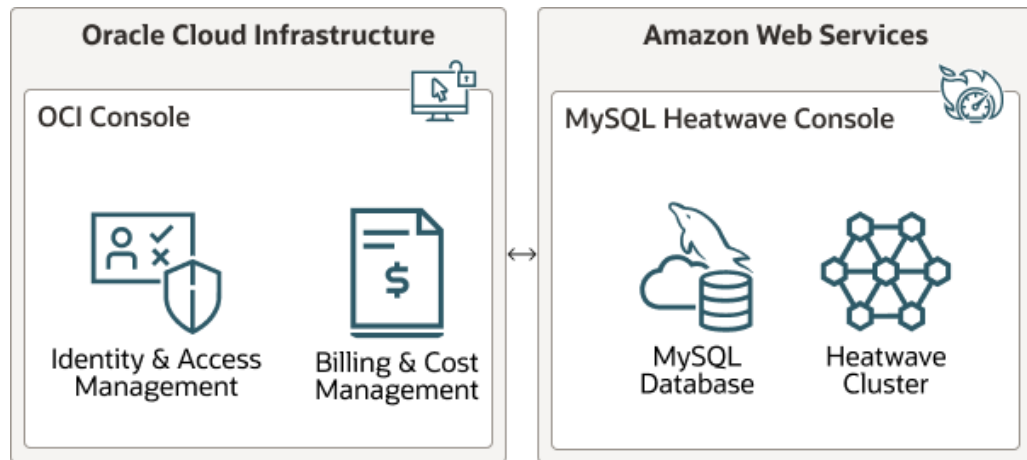 Oracle Cloud Infrastructure
OCI Console
Identity & Access
Management
Billing & Cost
Management
Amazon Web Services
MySQL Heatwave Console
MySQL
Database
Heatwave
Cluster